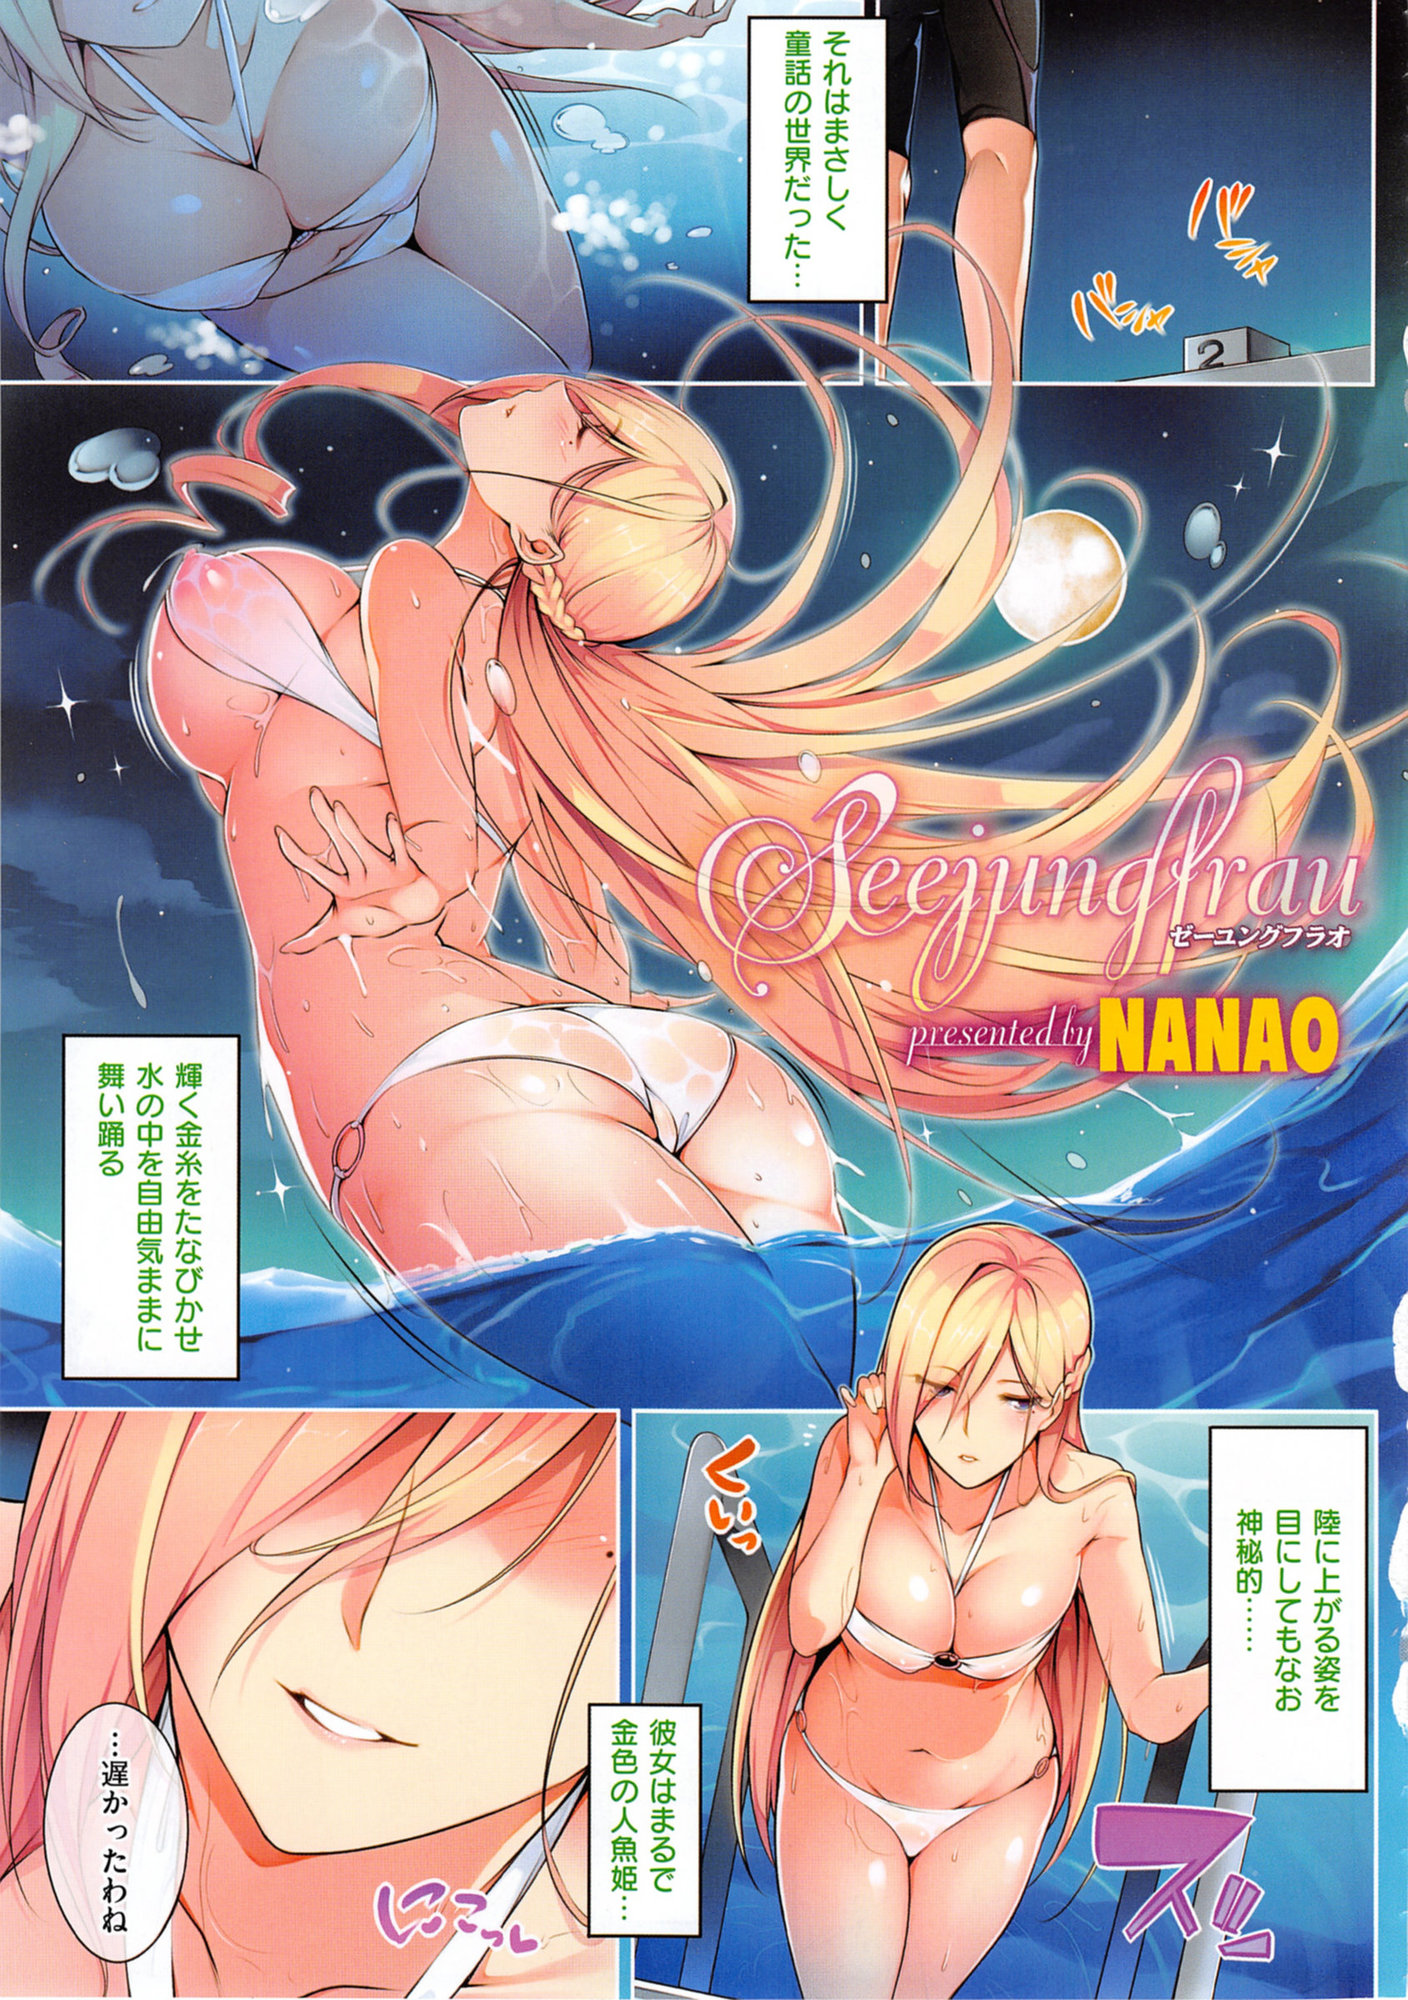 バシャ
バシャ
2
それはまさしく
童話の世界だった…
Seejungfrau
ゼーユングフラオ
presented by NANAO
輝く金糸をたなびかせ
水の中を自由気ままに
舞い踊る
陸に上がる姿を
目にしてもなお
神秘的……
くいっ
ズッ
彼女はまるで
金色の人魚姫…
…遅かったわね
にこっ